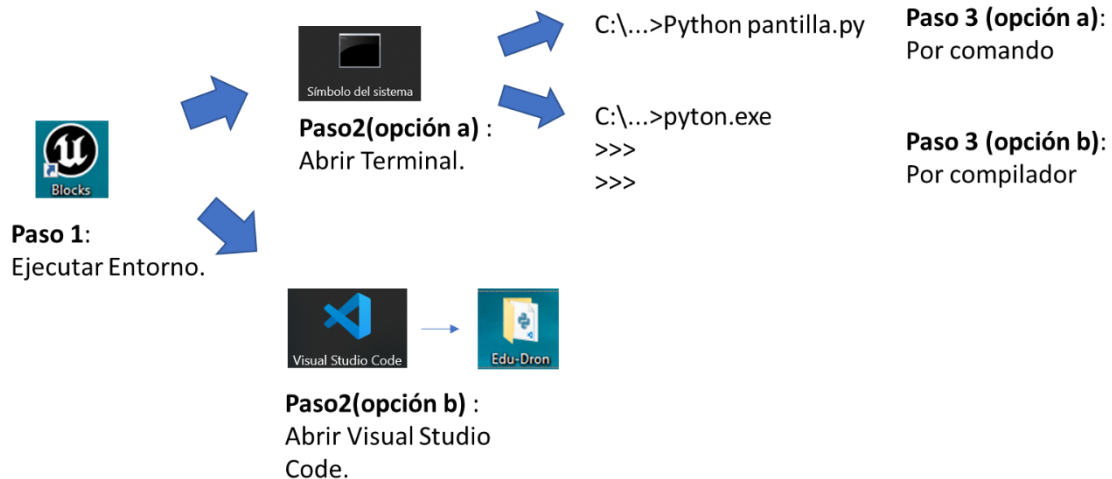 Blocks
Paso 1:
Ejecutar Entorno.
Símbolo del sistema
Paso2(opción a) :
Abrir Terminal.
C:\...>Python pantilla.py
Paso 3 (opción a):
Por comando
C:\...>pyton.exe
>>>
>>>
Paso 3 (opción b):
Por compilador
Visual Studio Code
Edu-Dron
Paso2(opción b) :
Abrir Visual Studio
Code.